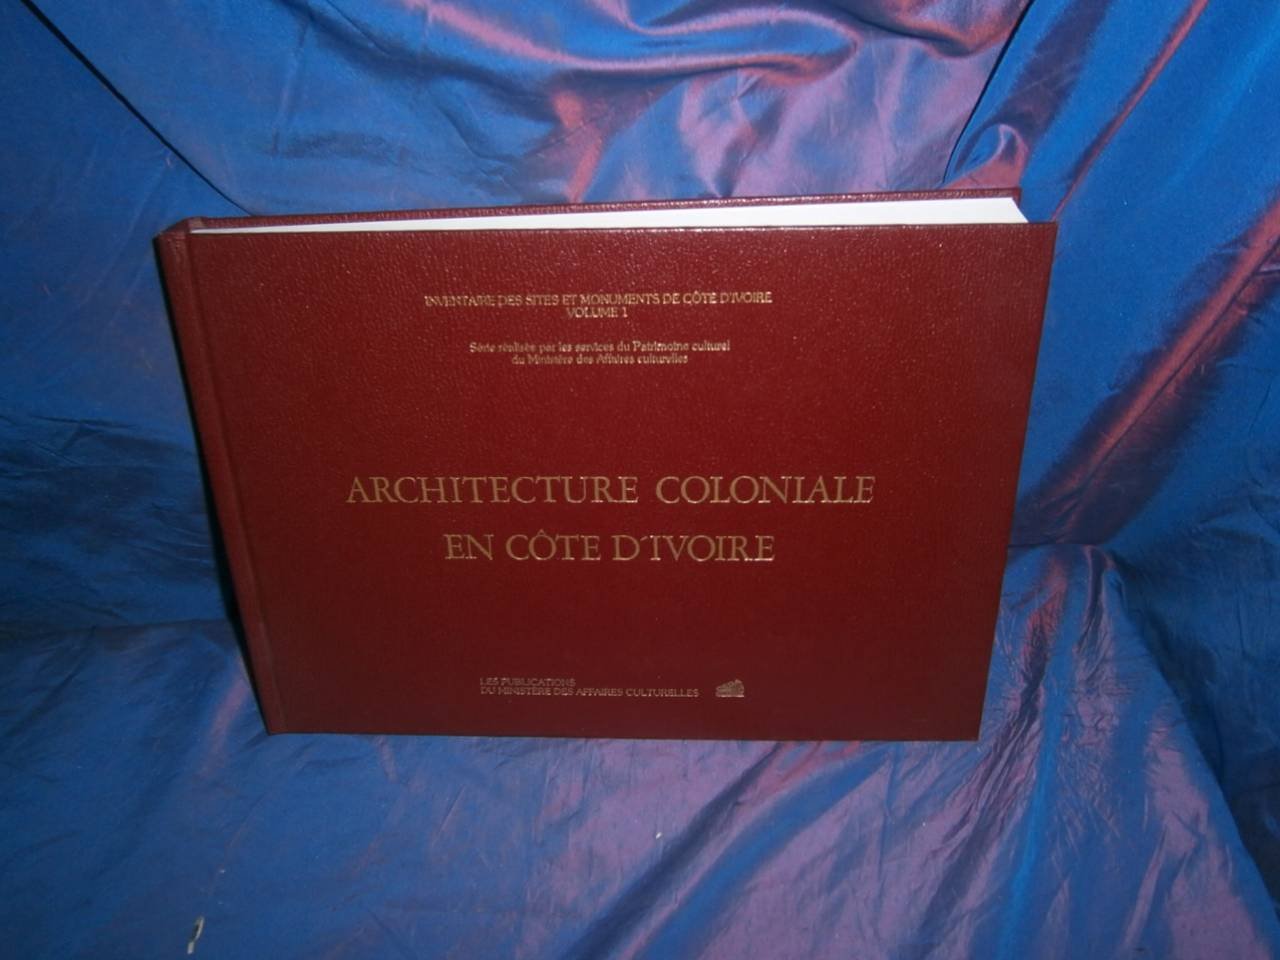 INVENTAIRE DES SITES ET MONUMENTS DE CÔTE D'IVOIRE
VOLUME 1
Série réalisée par les services du Patrimoine culturel
du Ministère des Affaires culturelles
ARCHITECTURE COLONIALE
EN CÔTE D'IVOIRE
LES PUBLICATIONS
DU MINISTÈRE DES AFFAIRES CULTURELLES